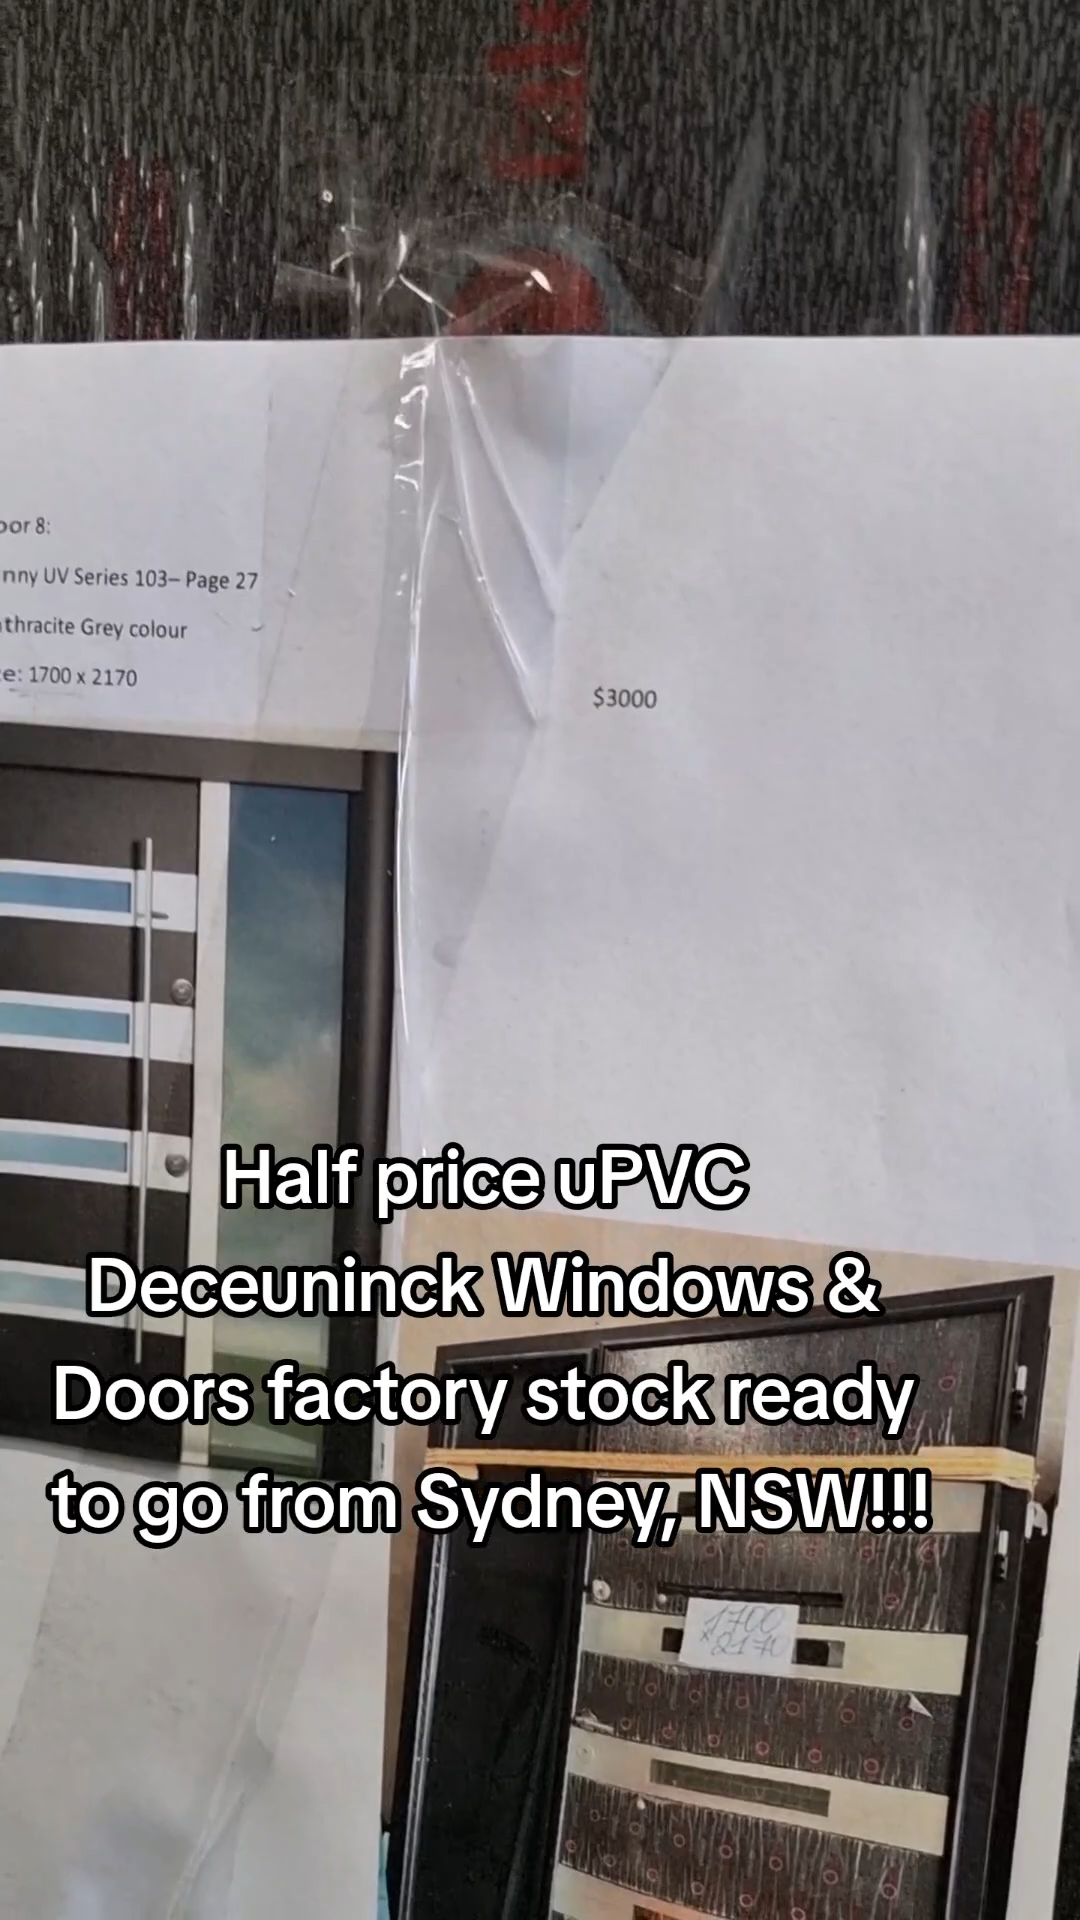 oor 8:
nny UV Series 103– Page 27
thracite Grey colour
e: 1700 x 2170
$3000
Half price uPVC
Deceuninck Windows &
Doors factory stock ready
to go from Sydney, NSW!!!
1700
x 2170